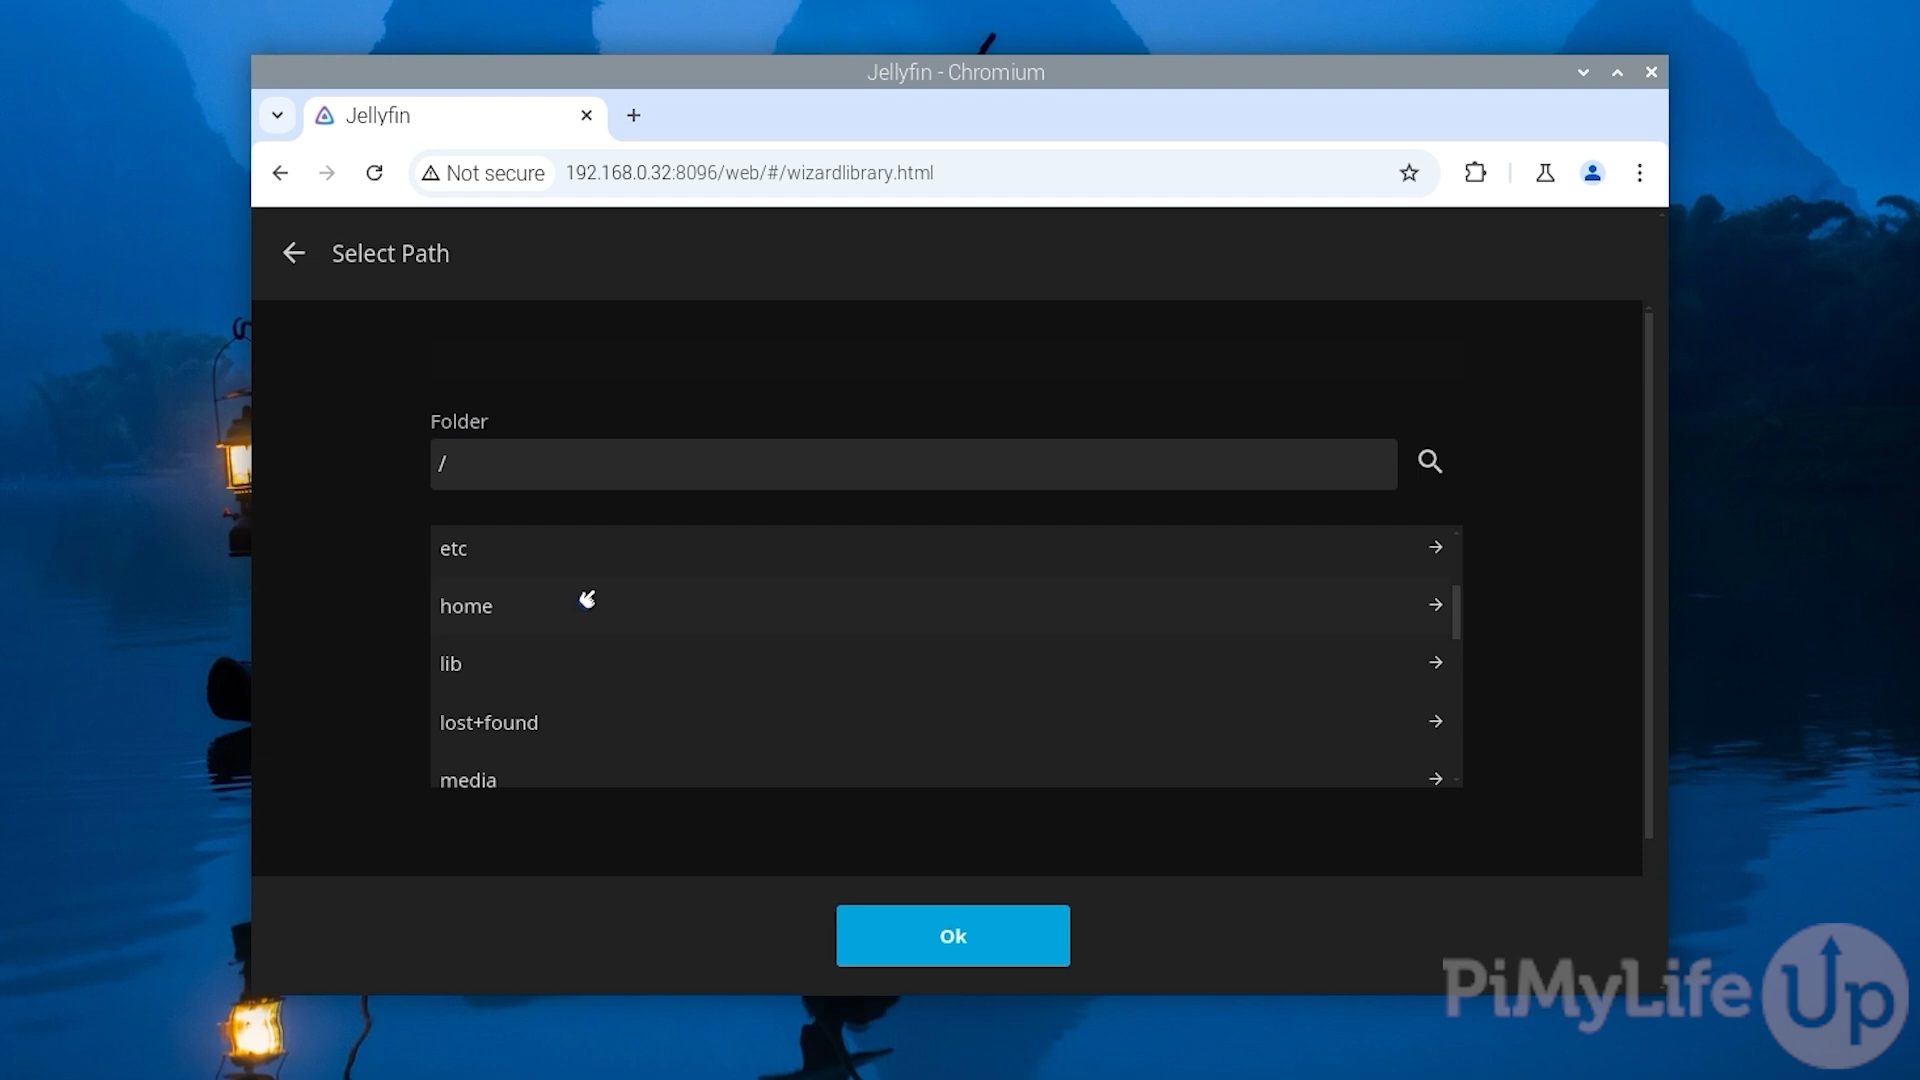 Jellyfin - Chromium
Jellyfin
Not secure 192.168.0.32:8096/web/#/wizardlibrary.html
Select Path
Folder
/
etc
home
lib
lost+found
media
Ok
PiMyLifeUp